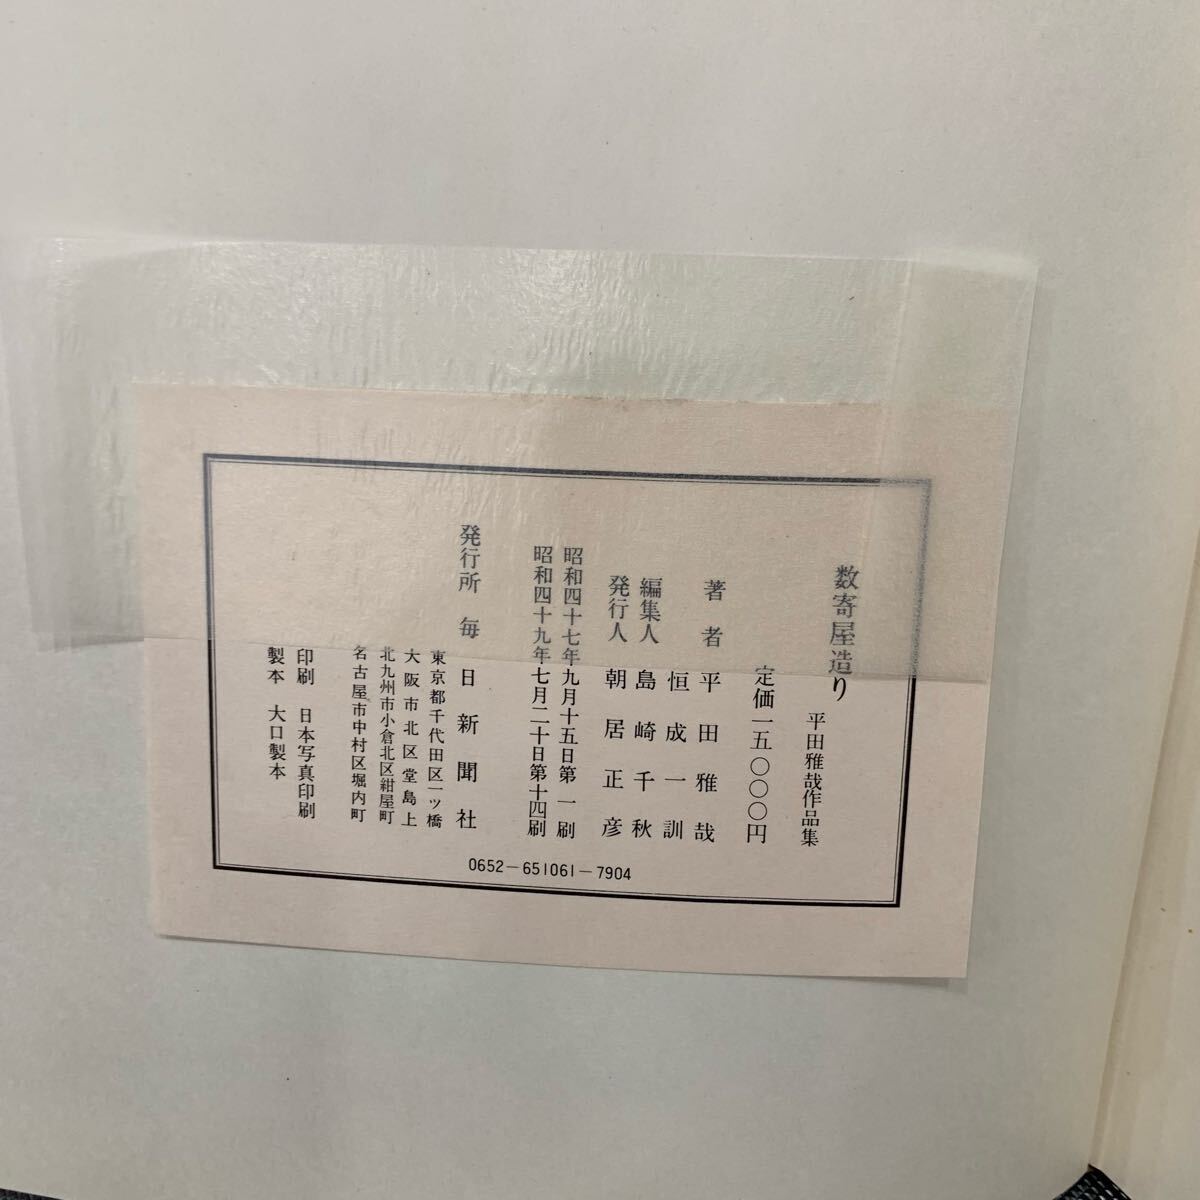 数寄屋造り
平田雅哉作品集
定価一五〇〇〇円
著者 平田雅哉
恒成一訓
編集人 島崎千秋
発行人 朝居正彦
昭和四十七年九月十五日第一刷
昭和四十九年七月二十日第十四刷
発行所 毎日新聞社
東京都千代田区一ッ橋
大阪市北区堂島上
北九州市小倉北区紺屋町
名古屋市中村区堀内町
印刷 日本写真印刷
製本 大口製本
0652-651061-7904